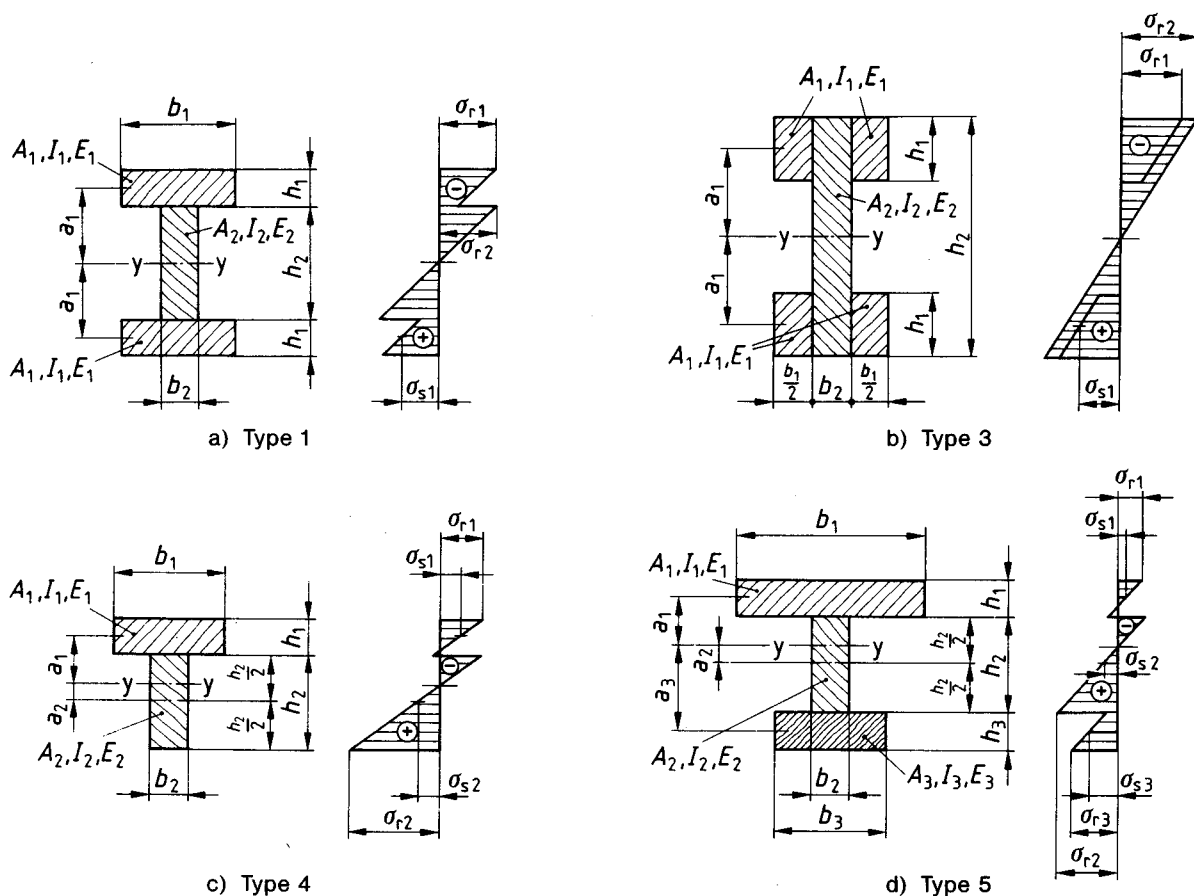 σr1
b1
A1,I1,E1
h1
a1
A2,I2,E2
y y
σr2
h2
a1
h1
A1,I1,E1
b2
σs1
a) Type 1
σr2
σr1
A1,I1,E1
h1
a1
A2,I2,E2
y y
h2
a1
h1
A1,I1,E1
b1/2 b2 b1/2
σs1
b) Type 3
σr1
b1
σs1
A1,I1,E1
h1
a1
h2/2
y y
h2
a2
h2/2
A2,I2,E2
b2
σs2
σr2
c) Type 4
σr1
b1
σs1
A1,I1,E1
h1
a1
h2/2
y y
h2
a2
σs2
a3
h2/2
h3
A2,I2,E2
A3,I3,E3
b2
σs3
b3
σr3
σr2
d) Type 5